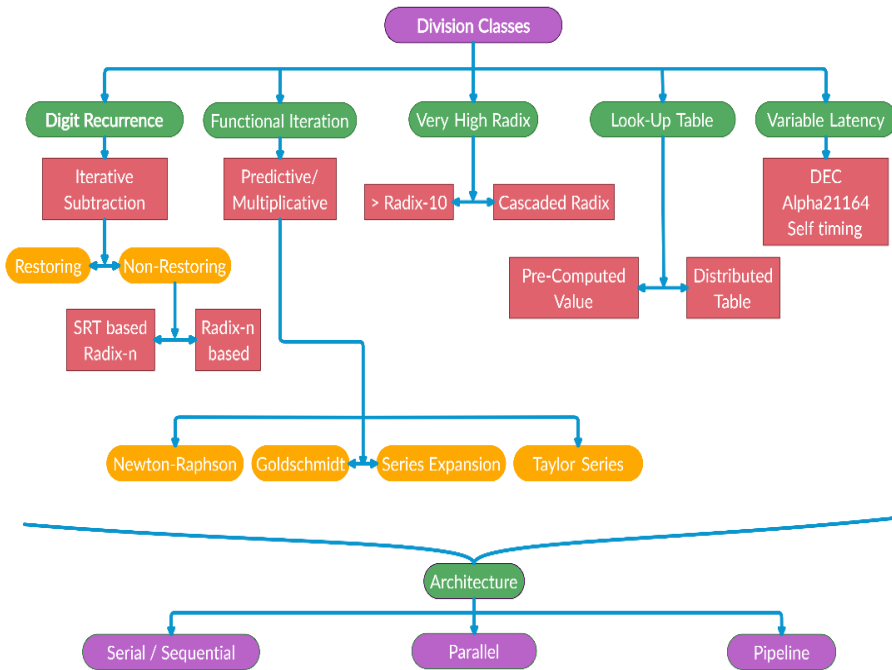 Division Classes
Digit Recurrence
Functional Iteration
Very High Radix
Look-Up Table
Variable Latency
Iterative
Subtraction
Predictive/
Multiplicative
> Radix-10
Cascaded Radix
DEC
Alpha21164
Self timing
Restoring
Non-Restoring
Pre-Computed
Value
Distributed
Table
SRT based
Radix-n
Radix-n
based
Newton-Raphson
Goldschmidt
Series Expansion
Taylor Series
Architecture
Serial / Sequential
Parallel
Pipeline